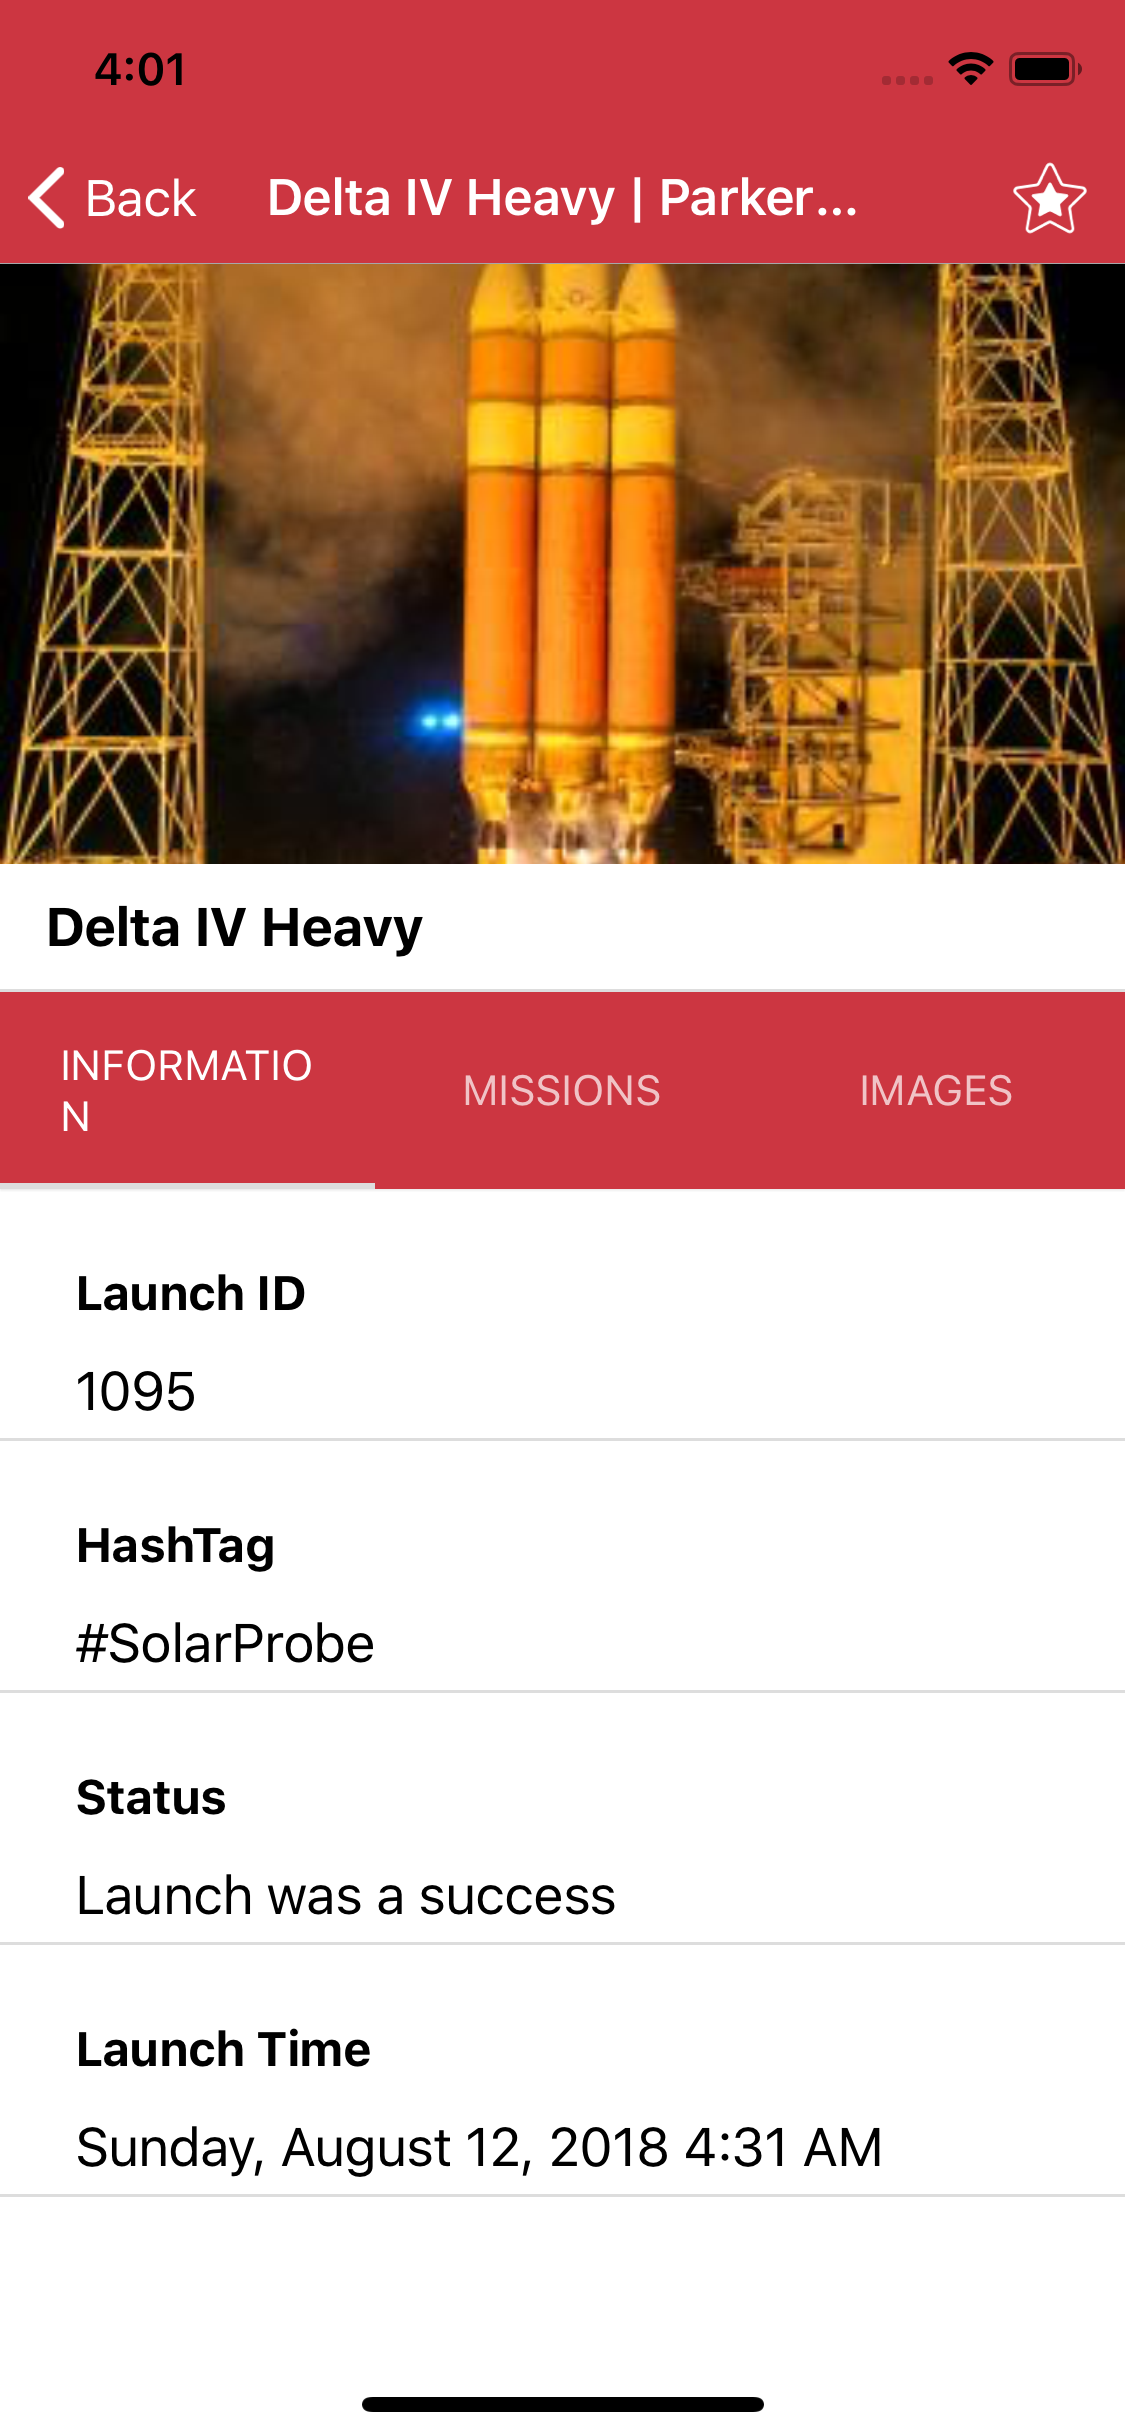 4:01
Back
Delta IV Heavy | Parker...
Delta IV Heavy
INFORMATIO
N
MISSIONS
IMAGES
Launch ID
1095
HashTag
#SolarProbe
Status
Launch was a success
Launch Time
Sunday, August 12, 2018 4:31 AM